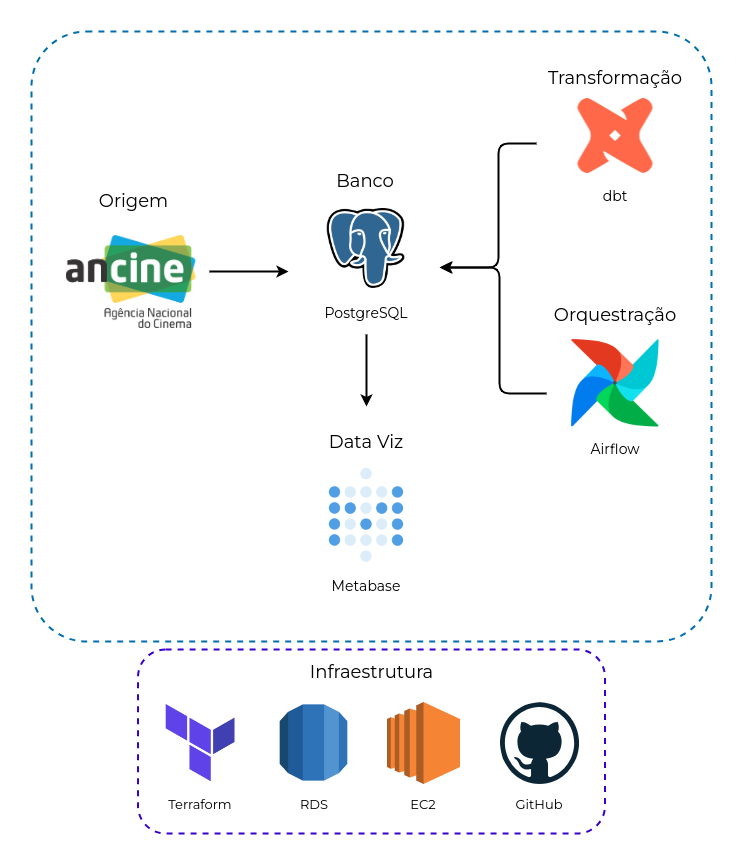 Transformação
dbt
Banco
PostgreSQL
Origem
ancine
Agência Nacional
do Cinema
Orquestração
Airflow
Data Viz
Metabase
Infraestrutura
Terraform
RDS
EC2
GitHub